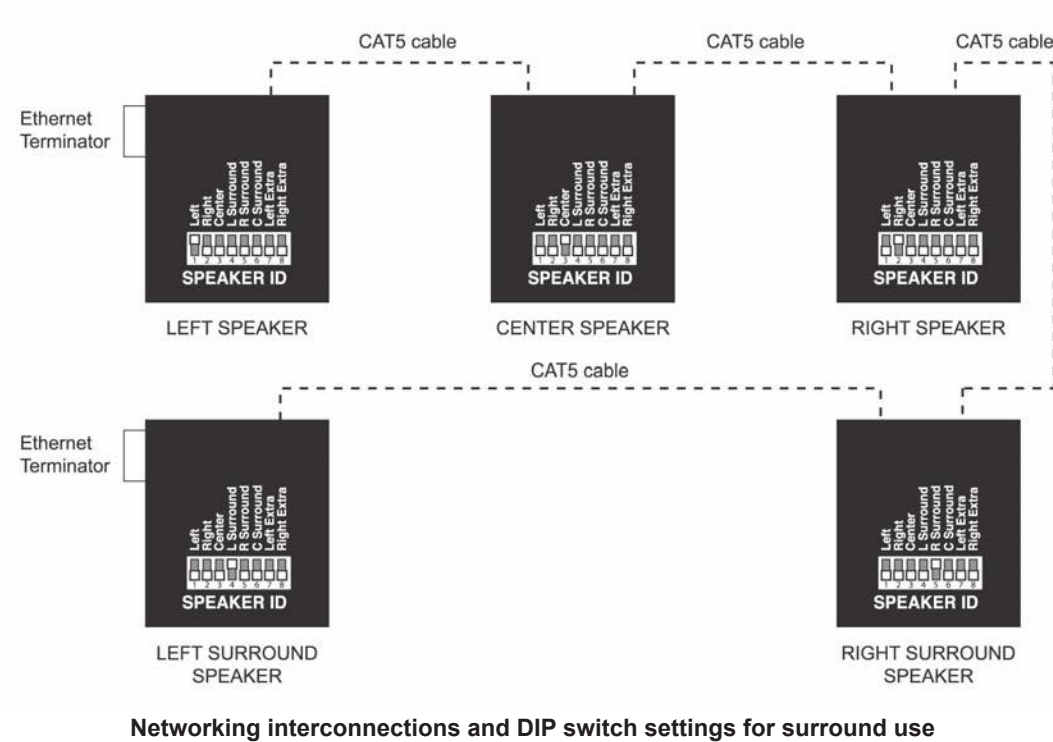 CAT5 cable
CAT5 cable
CAT5 cable
Ethernet
Terminator
Left
Right
Center
L Surround
R Surround
C Surround
Left Extra
Right Extra
1 2 3 4 5 6 7 8
SPEAKER ID
LEFT SPEAKER
Left
Right
Center
L Surround
R Surround
C Surround
Left Extra
Right Extra
1 2 3 4 5 6 7 8
SPEAKER ID
CENTER SPEAKER
Left
Right
Center
L Surround
R Surround
C Surround
Left Extra
Right Extra
1 2 3 4 5 6 7 8
SPEAKER ID
RIGHT SPEAKER
CAT5 cable
Ethernet
Terminator
Left
Right
Center
L Surround
R Surround
C Surround
Left Extra
Right Extra
1 2 3 4 5 6 7 8
SPEAKER ID
LEFT SURROUND
SPEAKER
Left
Right
Center
L Surround
R Surround
C Surround
Left Extra
Right Extra
1 2 3 4 5 6 7 8
SPEAKER ID
RIGHT SURROUND
SPEAKER
Networking interconnections and DIP switch settings for surround use